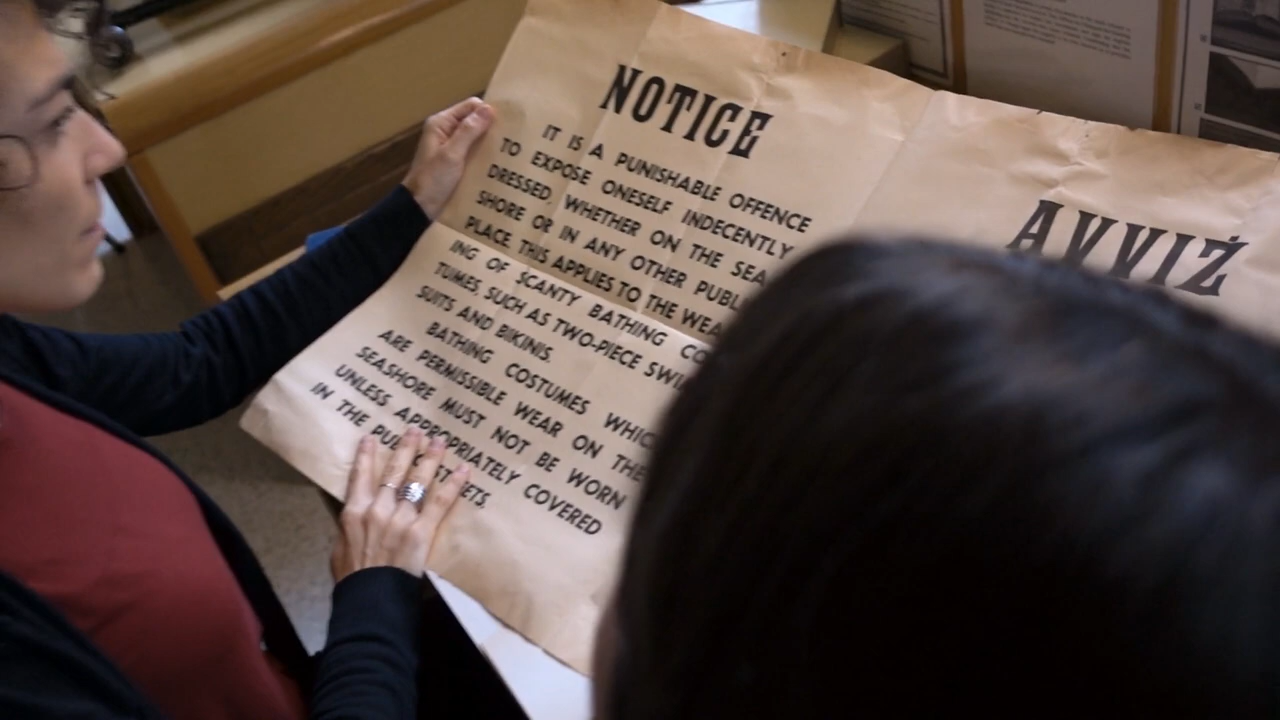 NOTICE
IT IS A PUNISHABLE OFFENCE
TO EXPOSE ONESELF INDECENTLY
DRESSED, WHETHER ON THE SEA
SHORE OR IN ANY OTHER PUBL
PLACE THIS APPLIES TO THE WEA
ING OF SCANTY BATHING CO
TUMES, SUCH AS TWO-PIECE SWI
SUITS AND BIKINIS.
BATHING COSTUMES WHIC
ARE PERMISSIBLE WEAR ON THE
SEASHORE MUST NOT BE WORN
UNLESS APPROPRIATELY COVERED
IN THE
AVVIŻ